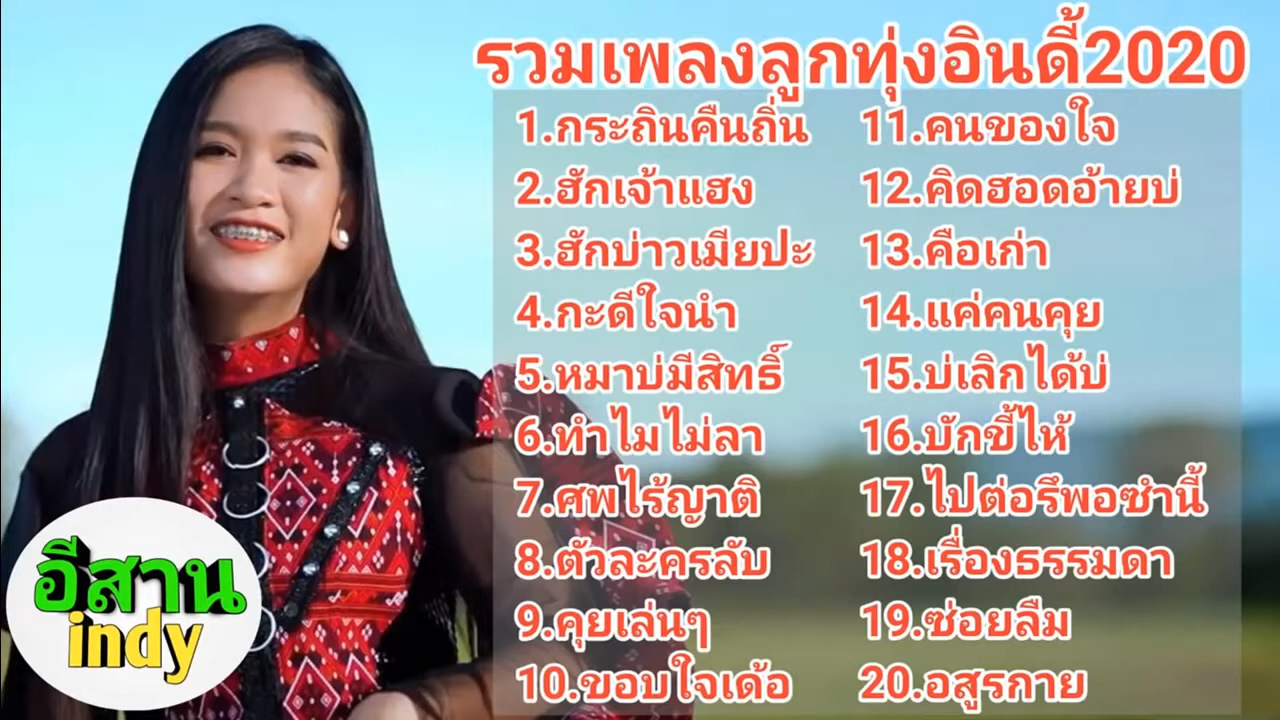 รวมเพลงลูกทุ่งอินดี้2020
1.กระถินคืนถิ่น
2.ฮักเจ้าแฮง
3.ฮักบ่าวเมียปะ
4.กะดีใจนำ
5.หมาบ่มีสิทธิ์
6.ทำไมไม่ลา
7.ศพไร้ญาติ
8.ตัวละครลับ
9.คุยเล่นๆ
10.ขอบใจเด้อ
11.คนของใจ
12.คิดฮอดอ้ายบ่
13.คือเก่า
14.แค่คนคุย
15.บ่เลิกได้บ่
16.บักขี้ไห้
17.ไปต่อรึพอซำนี้
18.เรื่องธรรมดา
19.ซ่อยลืม
20.อสูรกาย
อีสาน
indy